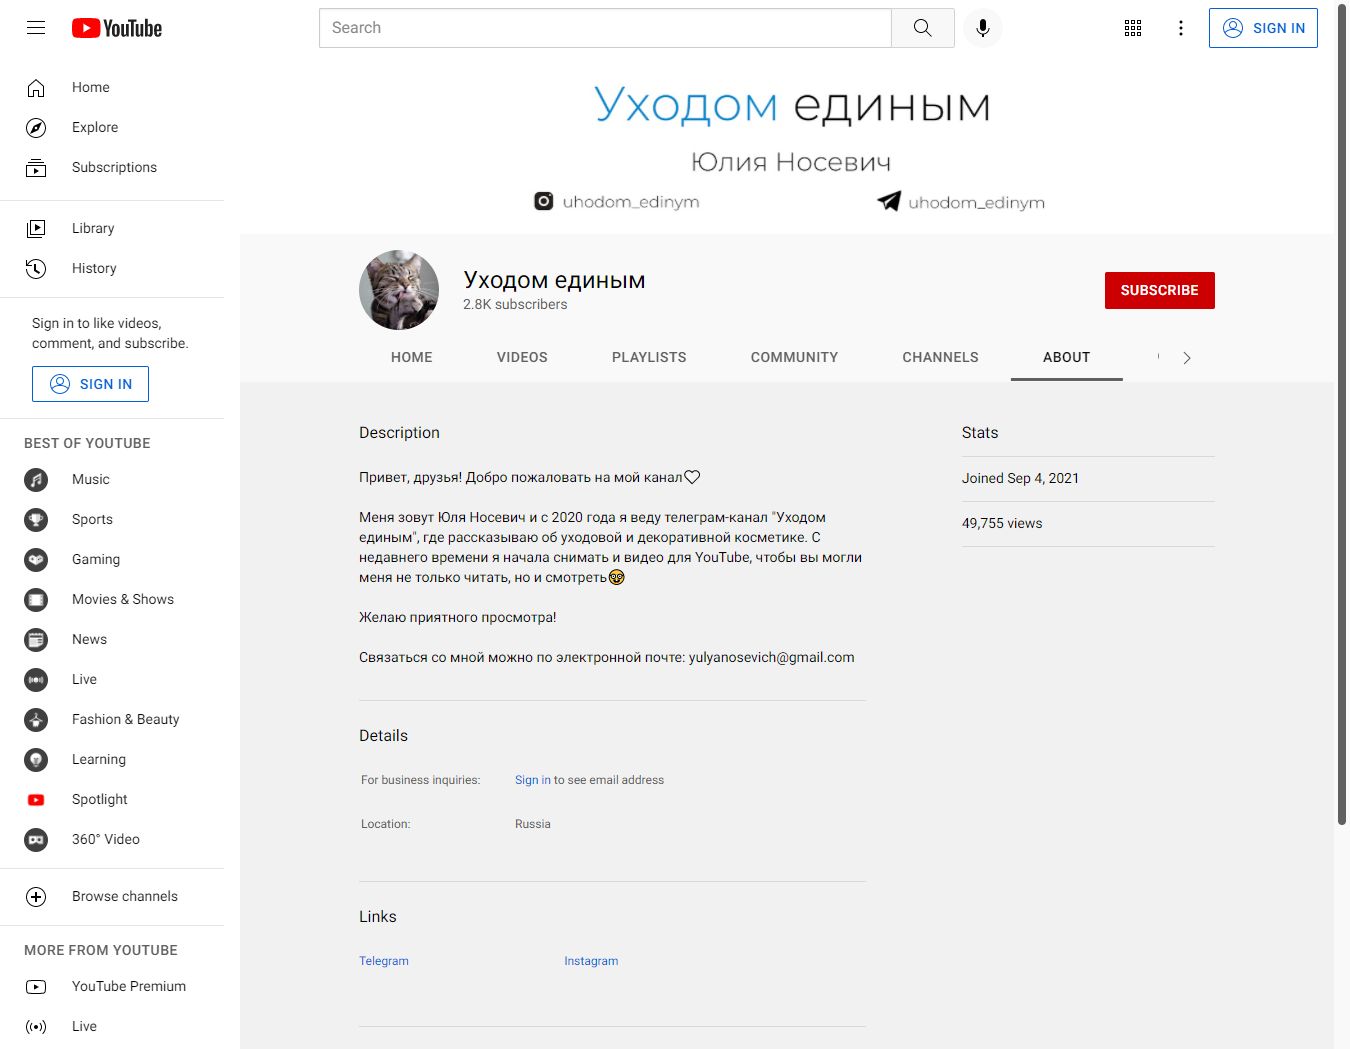 YouTube
Search
SIGN IN
Home
Explore
Subscriptions
Library
History
Sign in to like videos,
comment, and subscribe.
SIGN IN
BEST OF YOUTUBE
Music
Sports
Gaming
Movies & Shows
News
Live
Fashion & Beauty
Learning
Spotlight
360° Video
Browse channels
MORE FROM YOUTUBE
YouTube Premium
Live
Уходом единым
Юлия Носевич
uhodom_edinym
uhodom_edinym
Уходом единым
2.8K subscribers
SUBSCRIBE
HOME
VIDEOS
PLAYLISTS
COMMUNITY
CHANNELS
ABOUT
Description
Привет, друзья! Добро пожаловать на мой канал♡
Меня зовут Юля Носевич и с 2020 года я веду телеграм-канал "Уходом
единым", где рассказываю об уходовой и декоративной косметике. С
недавнего времени я начала снимать и видео для YouTube, чтобы вы могли
меня не только читать, но и смотреть🤓
Желаю приятного просмотра!
Связаться со мной можно по электронной почте: yulyanosevich@gmail.com
Details
For business inquiries:
Sign in to see email address
Location:
Russia
Links
Telegram
Instagram
Stats
Joined Sep 4, 2021
49,755 views